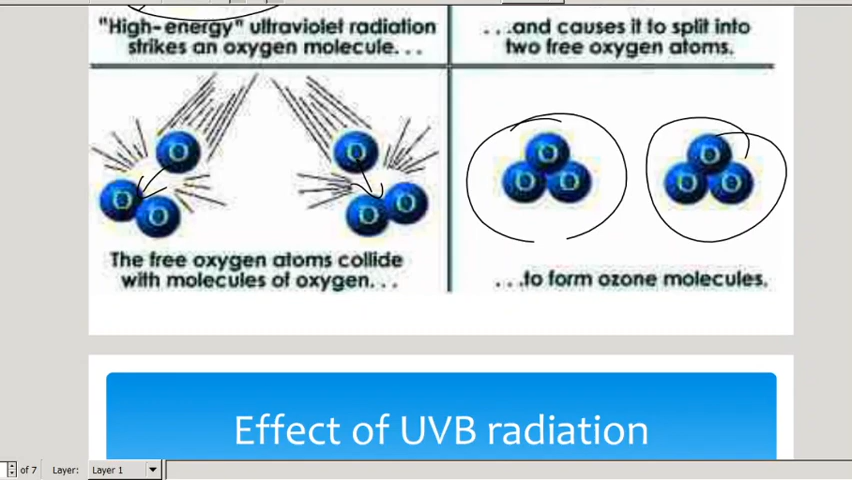 "High-energy" ultraviolet radiation
strikes an oxygen molecule...
...and causes it to split into
two free oxygen atoms.
O
O
O
O
O
O
O
O
O
O
O
O
The free oxygen atoms collide
with molecules of oxygen...
...to form ozone molecules.
Effect of UVB radiation
of 7
Layer:
Layer 1